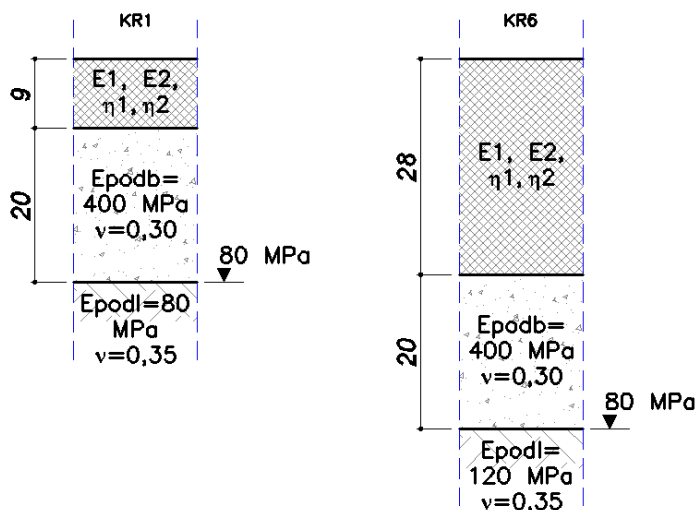 KR1
9
E1, E2,
η1,η2
20
Epodb=
400 MPa
ν=0,30
80 MPa
Epodl=80
MPa
ν=0,35
KR6
28
E1, E2,
η1,η2
20
Epodb=
400 MPa
ν=0,30
80 MPa
Epodl=
120 MPa
ν=0,35